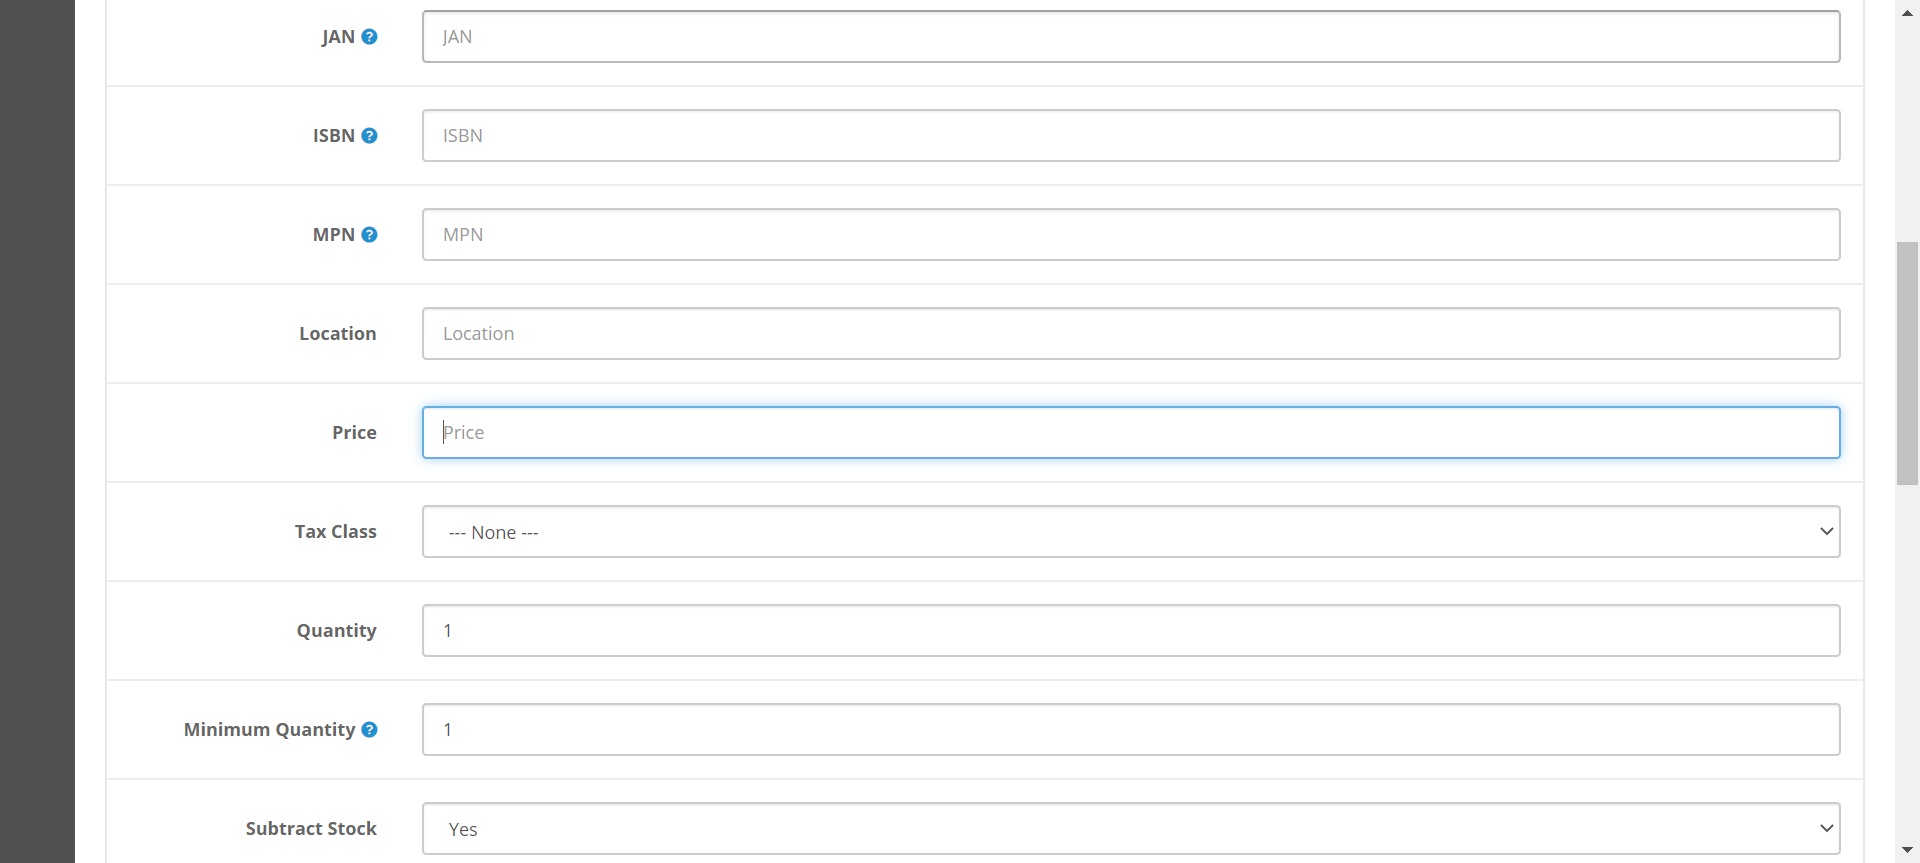 JAN
JAN
ISBN
ISBN
MPN
MPN
Location
Location
Price
Price
Tax Class
--- None ---
Quantity
1
Minimum Quantity
1
Subtract Stock
Yes